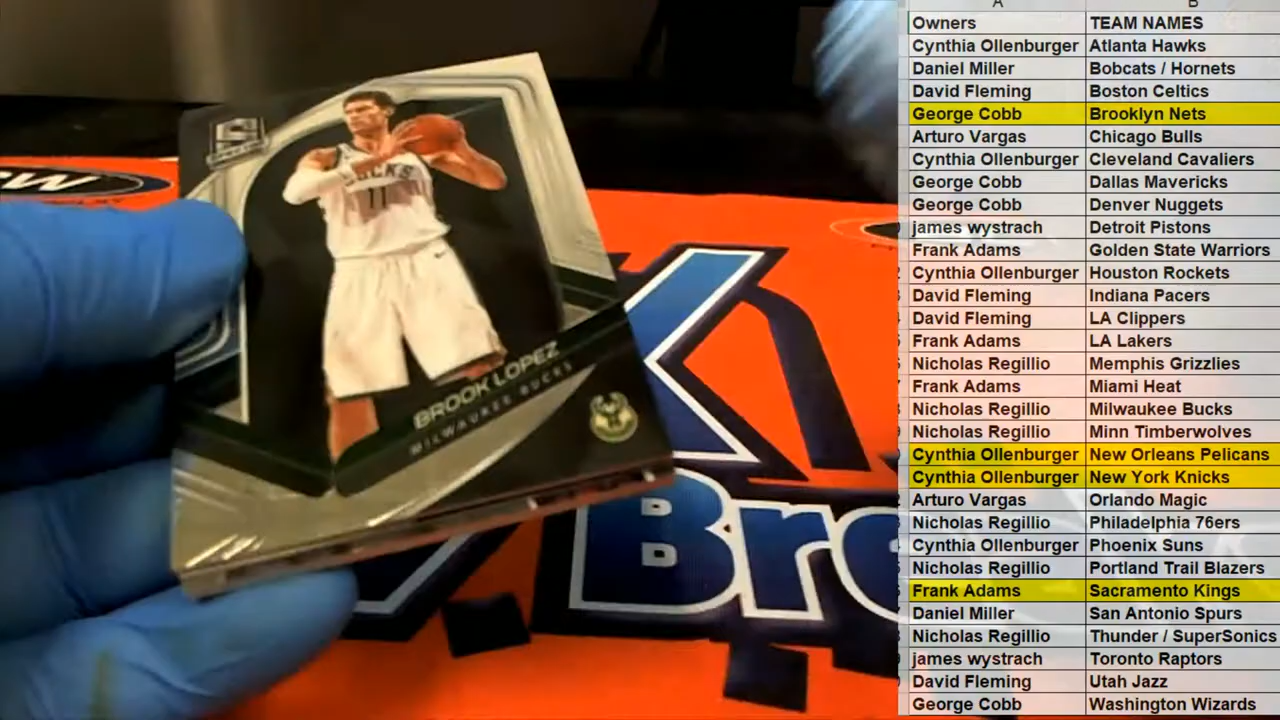 A B
Owners TEAM NAMES
Cynthia Ollenburger Atlanta Hawks
Daniel Miller Bobcats / Hornets
David Fleming Boston Celtics
George Cobb Brooklyn Nets
Arturo Vargas Chicago Bulls
Cynthia Ollenburger Cleveland Cavaliers
George Cobb Dallas Mavericks
George Cobb Denver Nuggets
james wystrach Detroit Pistons
Frank Adams Golden State Warriors
Cynthia Ollenburger Houston Rockets
David Fleming Indiana Pacers
David Fleming LA Clippers
Frank Adams LA Lakers
Nicholas Regillio Memphis Grizzlies
Frank Adams Miami Heat
Nicholas Regillio Milwaukee Bucks
Nicholas Regillio Minn Timberwolves
Cynthia Ollenburger New Orleans Pelicans
Cynthia Ollenburger New York Knicks
Arturo Vargas Orlando Magic
Nicholas Regillio Philadelphia 76ers
Cynthia Ollenburger Phoenix Suns
Nicholas Regillio Portland Trail Blazers
Frank Adams Sacramento Kings
Daniel Miller San Antonio Spurs
Nicholas Regillio Thunder / SuperSonics
james wystrach Toronto Raptors
David Fleming Utah Jazz
George Cobb Washington Wizards
BUCKS
11
BROOK LOPEZ
MILWAUKEE BUCKS
Bre